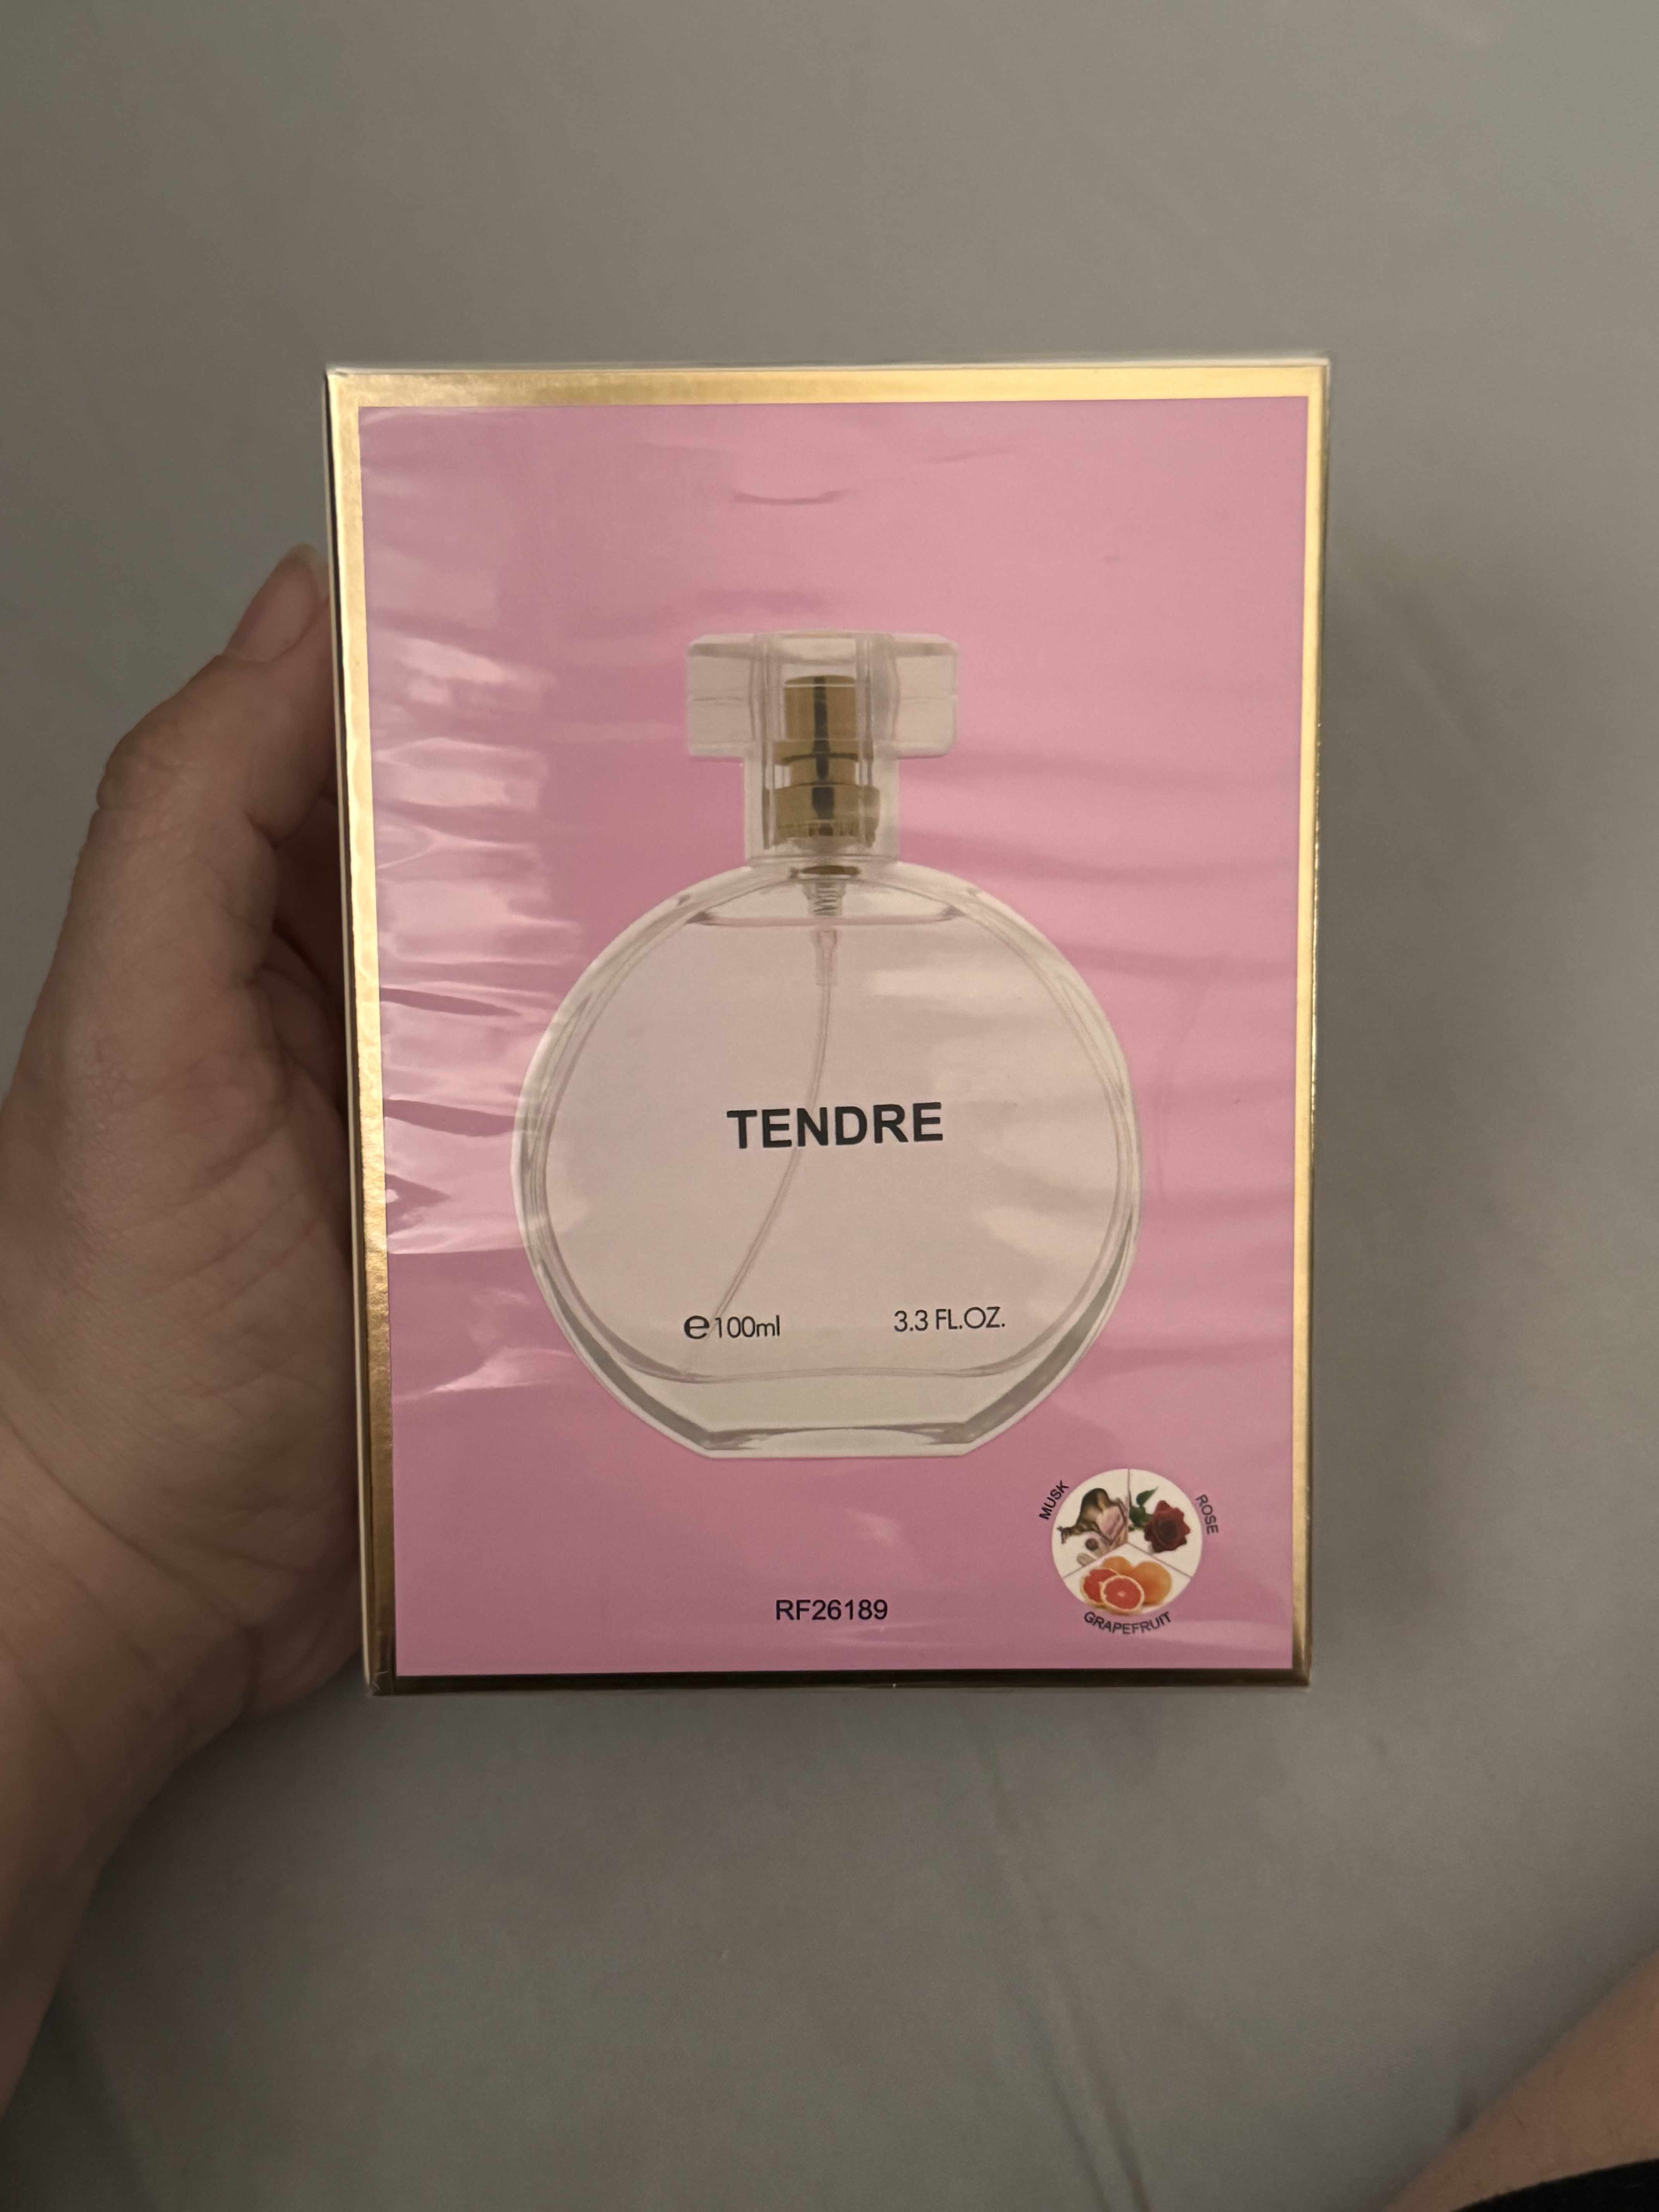 TENDRE
e100ml 3.3 FL.OZ.
MUSK
ROSE
GRAPEFRUIT
RF26189